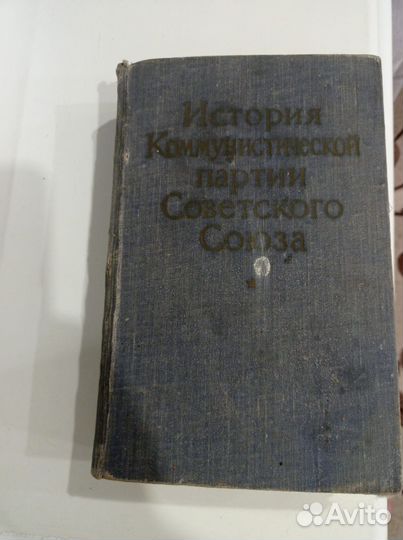 История
Коммунистической
партии
Советского
Союза
Avito